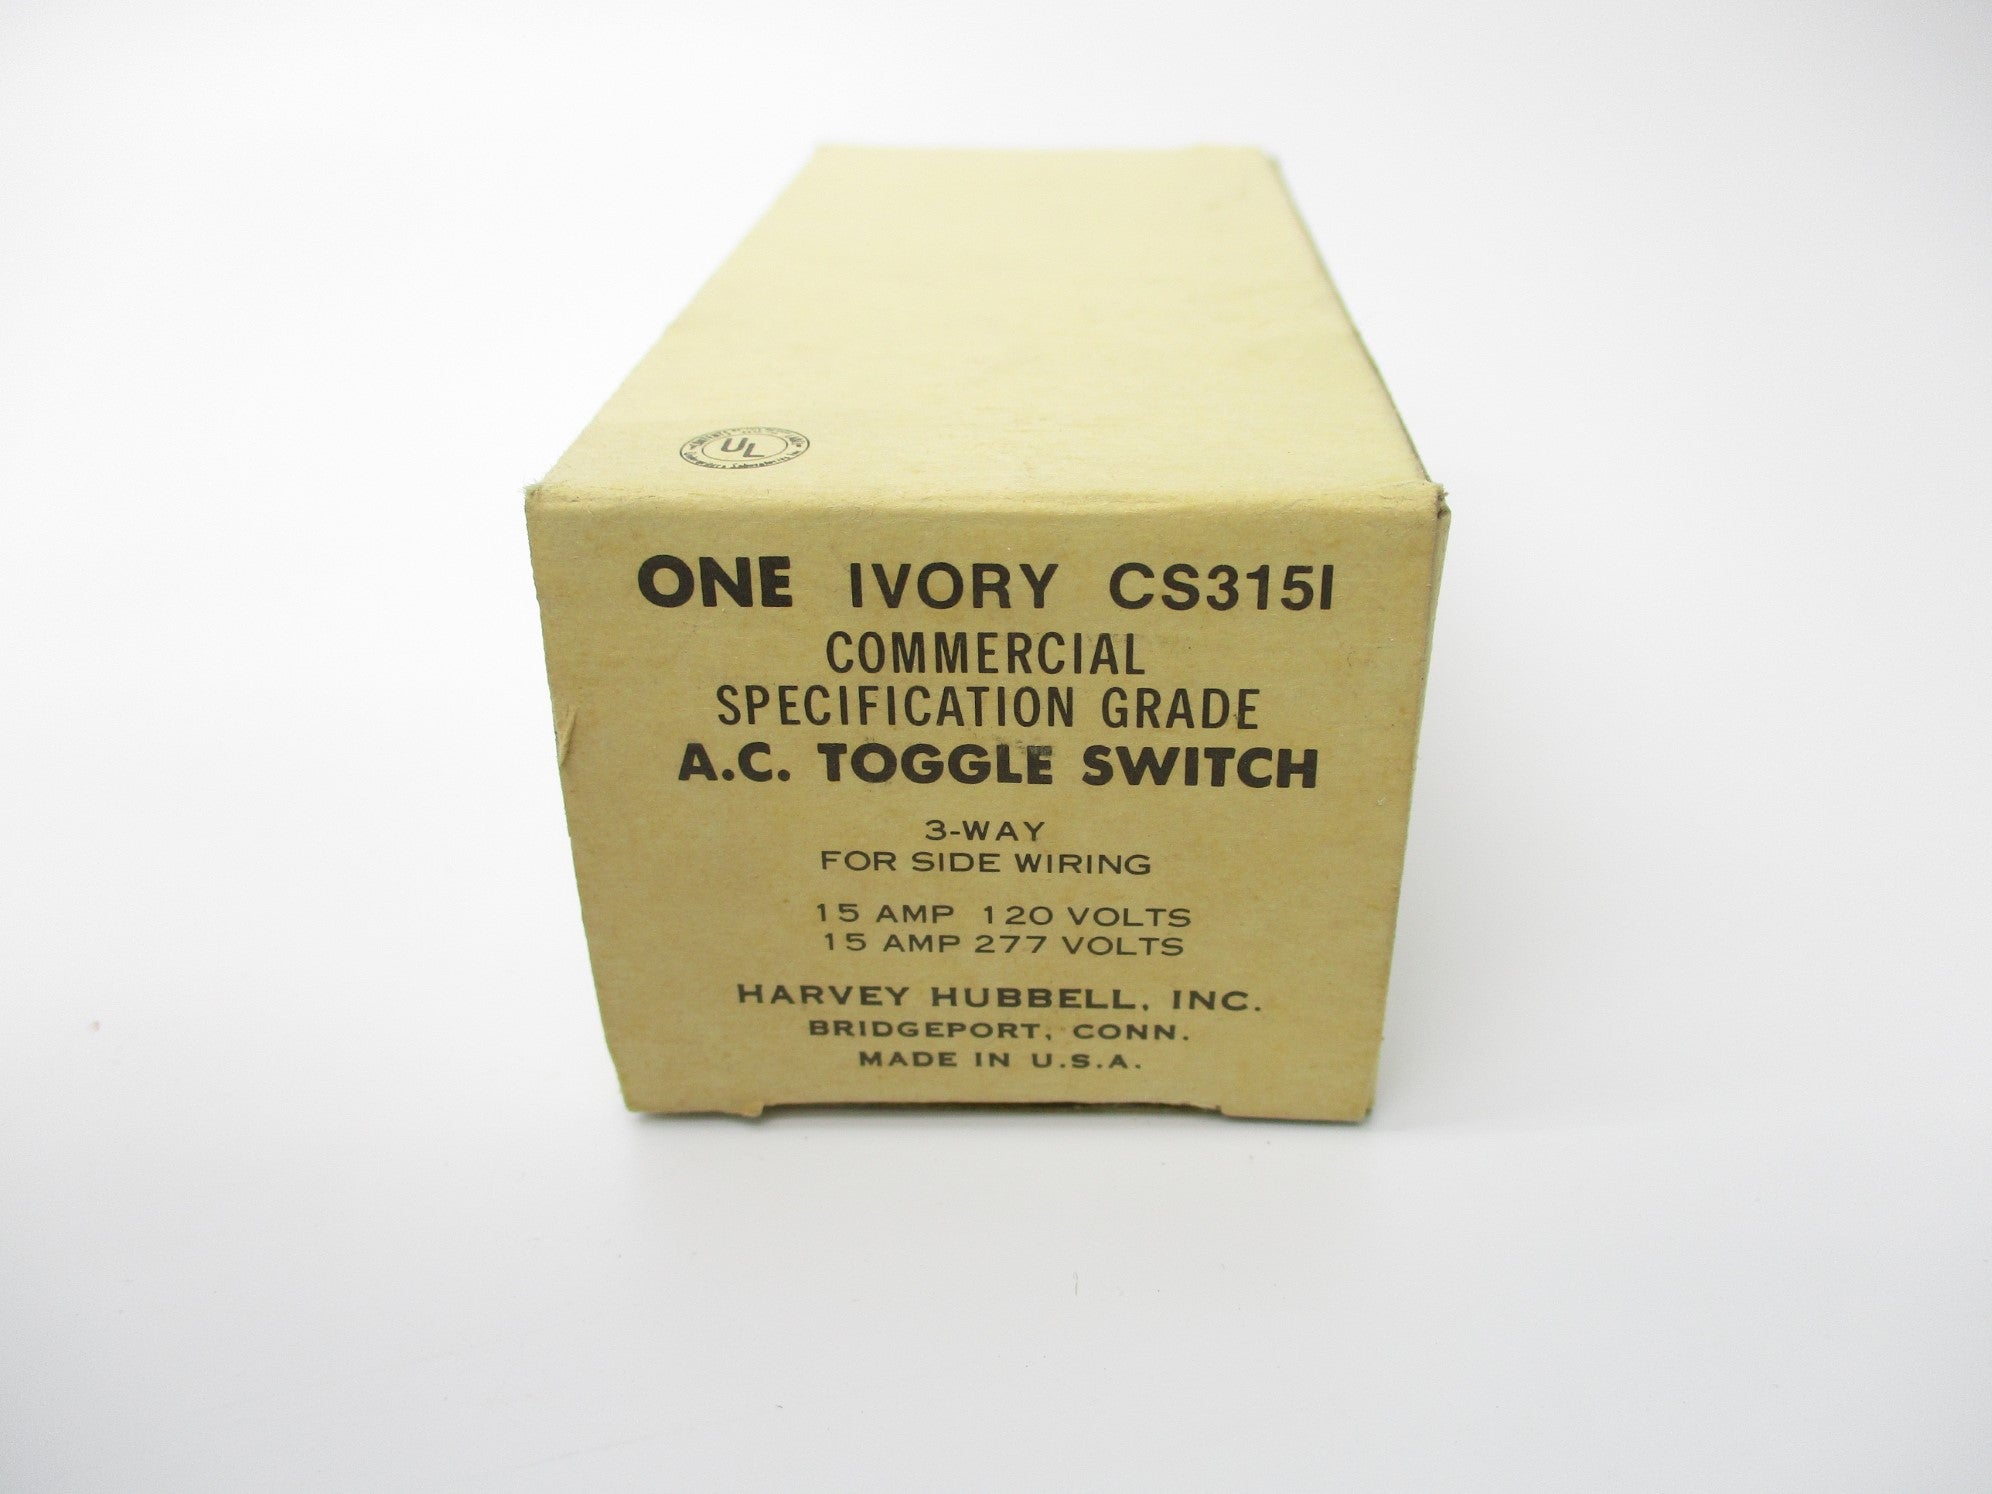 UL
ONE IVORY CS315I
COMMERCIAL
SPECIFICATION GRADE
A.C. TOGGLE SWITCH
3-WAY
FOR SIDE WIRING
15 AMP 120 VOLTS
15 AMP 277 VOLTS
HARVEY HUBBELL, INC.
BRIDGEPORT, CONN.
MADE IN U.S.A.